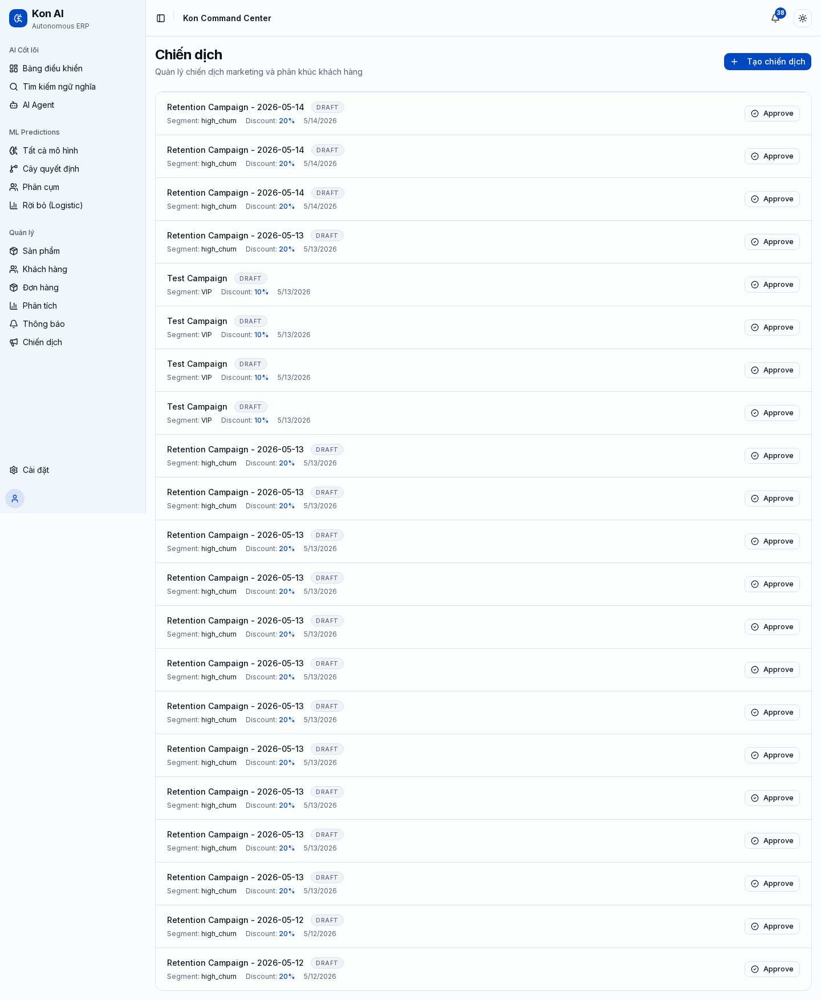 Kon AI
Autonomous ERP
AI Cốt lõi
Bảng điều khiển
Tìm kiếm ngữ nghĩa
AI Agent
ML Predictions
Tất cả mô hình
Cây quyết định
Phân cụm
Rời bỏ (Logistic)
Quản lý
Sản phẩm
Khách hàng
Đơn hàng
Phân tích
Thông báo
Chiến dịch
Cài đặt
Kon Command Center
38
Chiến dịch
Quản lý chiến dịch marketing và phân khúc khách hàng
Tạo chiến dịch
Retention Campaign - 2026-05-14 DRAFT
Segment: high_churn Discount: 20% 5/14/2026
Approve
Retention Campaign - 2026-05-14 DRAFT
Segment: high_churn Discount: 20% 5/14/2026
Approve
Retention Campaign - 2026-05-14 DRAFT
Segment: high_churn Discount: 20% 5/14/2026
Approve
Retention Campaign - 2026-05-13 DRAFT
Segment: high_churn Discount: 20% 5/13/2026
Approve
Test Campaign DRAFT
Segment: VIP Discount: 10% 5/13/2026
Approve
Test Campaign DRAFT
Segment: VIP Discount: 10% 5/13/2026
Approve
Test Campaign DRAFT
Segment: VIP Discount: 10% 5/13/2026
Approve
Test Campaign DRAFT
Segment: VIP Discount: 10% 5/13/2026
Approve
Retention Campaign - 2026-05-13 DRAFT
Segment: high_churn Discount: 20% 5/13/2026
Approve
Retention Campaign - 2026-05-13 DRAFT
Segment: high_churn Discount: 20% 5/13/2026
Approve
Retention Campaign - 2026-05-13 DRAFT
Segment: high_churn Discount: 20% 5/13/2026
Approve
Retention Campaign - 2026-05-13 DRAFT
Segment: high_churn Discount: 20% 5/13/2026
Approve
Retention Campaign - 2026-05-13 DRAFT
Segment: high_churn Discount: 20% 5/13/2026
Approve
Retention Campaign - 2026-05-13 DRAFT
Segment: high_churn Discount: 20% 5/13/2026
Approve
Retention Campaign - 2026-05-13 DRAFT
Segment: high_churn Discount: 20% 5/13/2026
Approve
Retention Campaign - 2026-05-13 DRAFT
Segment: high_churn Discount: 20% 5/13/2026
Approve
Retention Campaign - 2026-05-13 DRAFT
Segment: high_churn Discount: 20% 5/13/2026
Approve
Retention Campaign - 2026-05-13 DRAFT
Segment: high_churn Discount: 20% 5/13/2026
Approve
Retention Campaign - 2026-05-13 DRAFT
Segment: high_churn Discount: 20% 5/13/2026
Approve
Retention Campaign - 2026-05-12 DRAFT
Segment: high_churn Discount: 20% 5/12/2026
Approve
Retention Campaign - 2026-05-12 DRAFT
Segment: high_churn Discount: 20% 5/12/2026
Approve